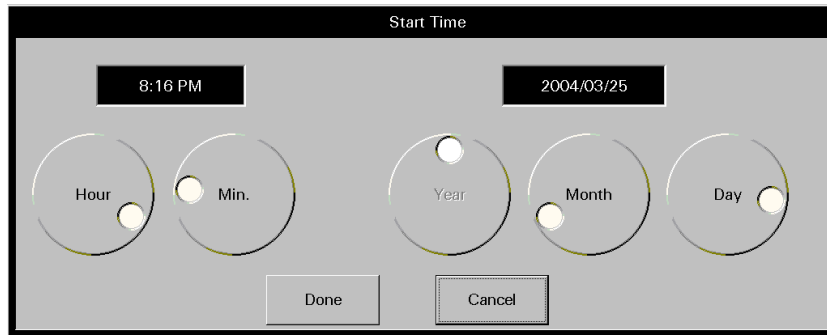 Start Time
8:16 PM
2004/03/25
Hour
Min.
Year
Month
Day
Done
Cancel